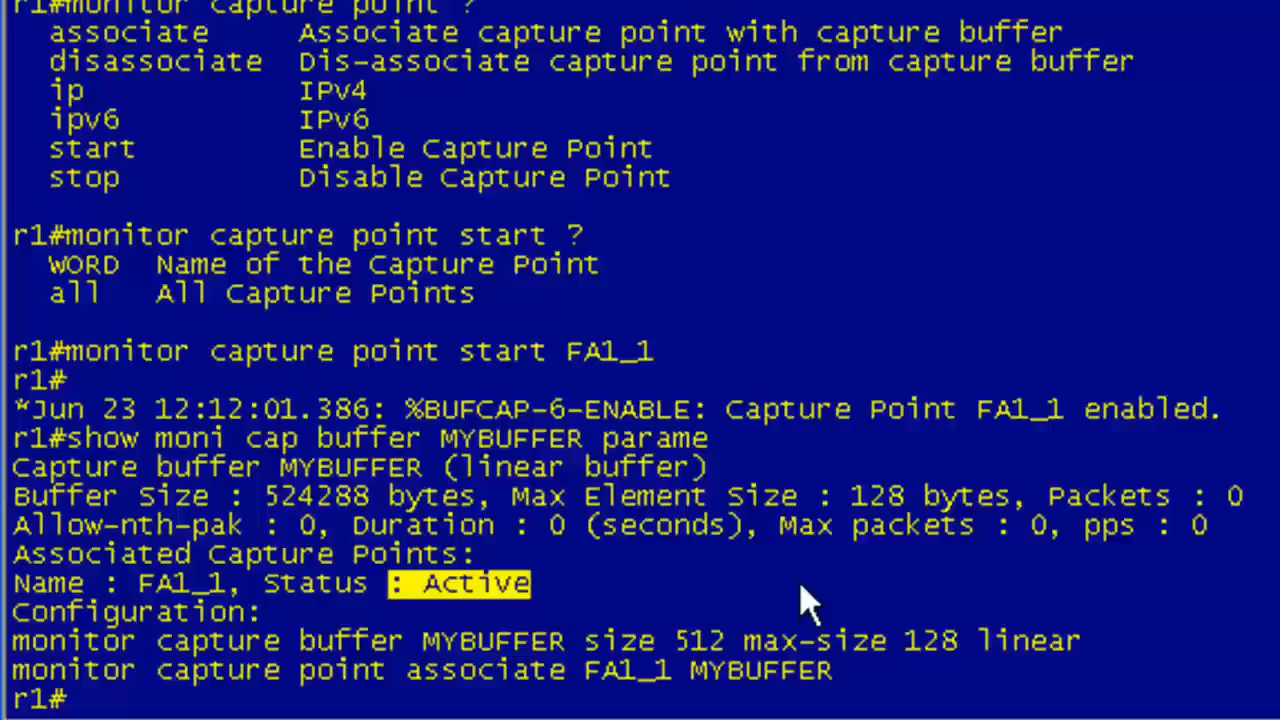 r1#monitor capture point ?
associate Associate capture point with capture buffer
disassociate Dis-associate capture point from capture buffer
ip IPv4
ipv6 IPv6
start Enable Capture Point
stop Disable Capture Point
r1#monitor capture point start ?
WORD Name of the Capture Point
all All Capture Points
r1#monitor capture point start FA1_1
r1#
*Jun 23 12:12:01.386: %BUFCAP-6-ENABLE: Capture Point FA1_1 enabled.
r1#show moni cap buffer MYBUFFER parame
Capture buffer MYBUFFER (linear buffer)
Buffer Size : 524288 bytes, Max Element Size : 128 bytes, Packets : 0
Allow-nth-pak : 0, Duration : 0 (seconds), Max packets : 0, pps : 0
Associated Capture Points:
Name : FA1_1, Status : Active
Configuration:
monitor capture buffer MYBUFFER size 512 max-size 128 linear
monitor capture point associate FA1_1 MYBUFFER
r1#